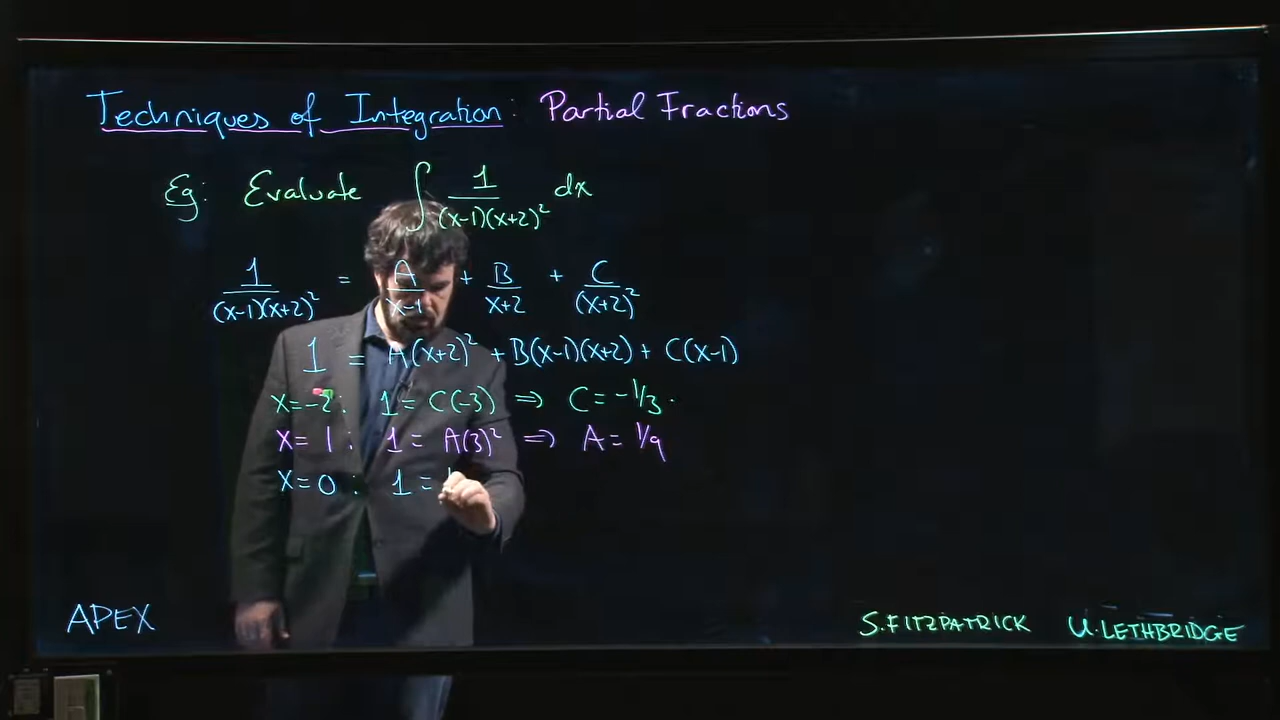 Techniques of Integration: Partial Fractions
Eg: Evaluate ∫ 1/((x-1)(x+2)²) dx
1/((x-1)(x+2)²) = A/(x-1) + B/(x+2) + C/(x+2)²
1 = A(x+2)² + B(x-1)(x+2) + C(x-1)
x=-2: 1 = C(-3) ⇒ C = -1/3.
x=1: 1 = A(3)² ⇒ A = 1/9
x=0: 1 =
APEX
S.FITZPATRICK U.LETHBRIDGE